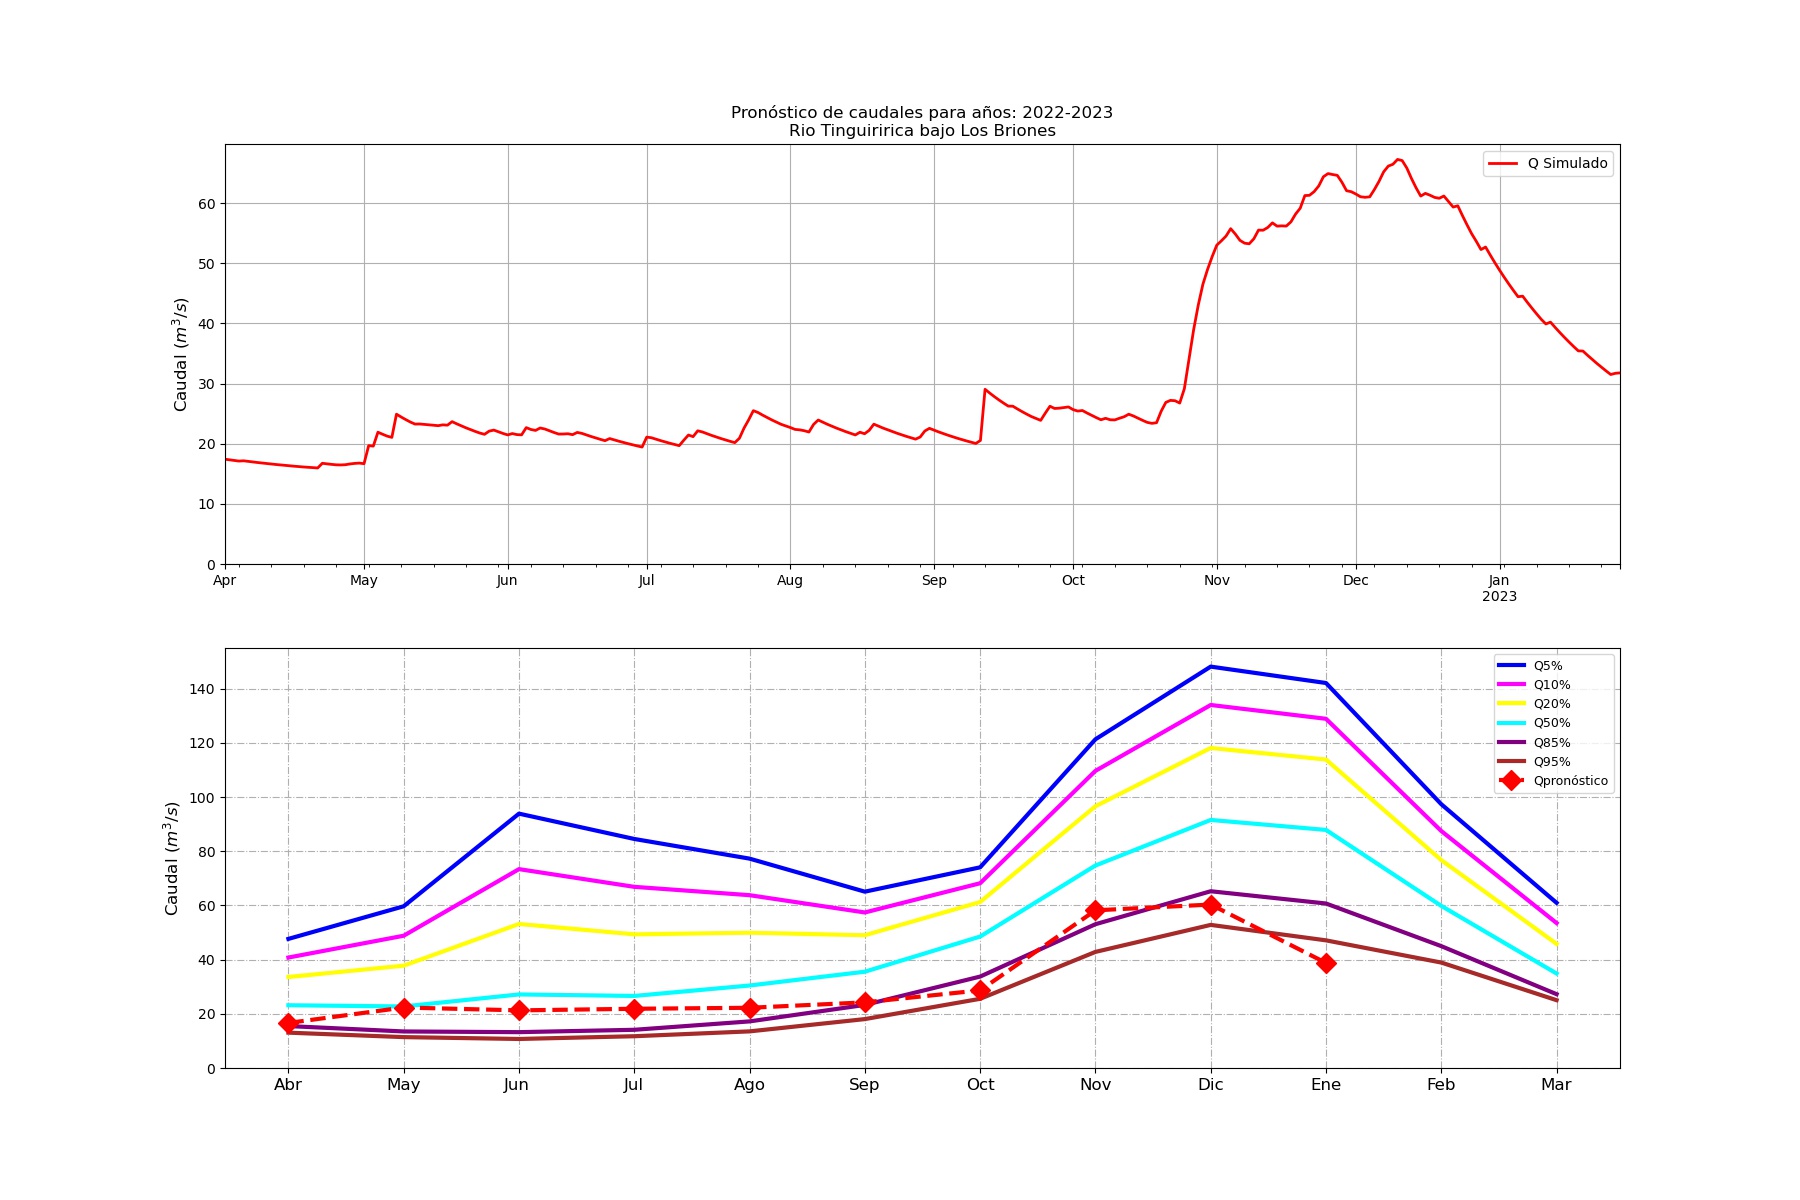 Pronóstico de caudales para años: 2022-2023
Rio Tinguiririca bajo Los Briones
Caudal (m³/s)
60
50
40
30
20
10
0
Q Simulado
Apr May Jun Jul Aug Sep Oct Nov Dec Jan
2023
Caudal (m³/s)
140
120
100
80
60
40
20
0
Q5%
Q10%
Q20%
Q50%
Q85%
Q95%
Qpronóstico
Abr May Jun Jul Ago Sep Oct Nov Dic Ene Feb Mar